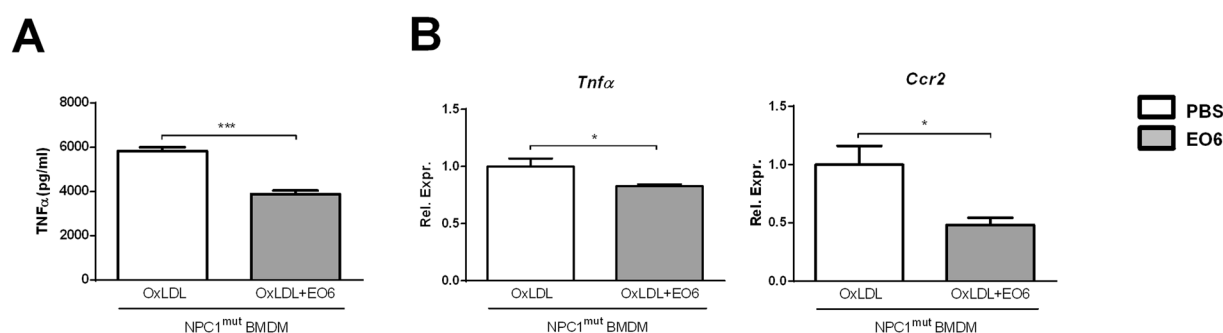 A
TNFα(pg/ml)
8000
6000
4000
2000
0
***
OxLDL OxLDL+EO6
NPC1mut BMDM
B
Tnfα
Rel. Expr.
1.5
1.0
0.5
0.0
*
OxLDL OxLDL+EO6
NPC1mut BMDM
Ccr2
Rel. Expr.
1.5
1.0
0.5
0.0
*
OxLDL OxLDL+EO6
NPC1mut BMDM
PBS
EO6